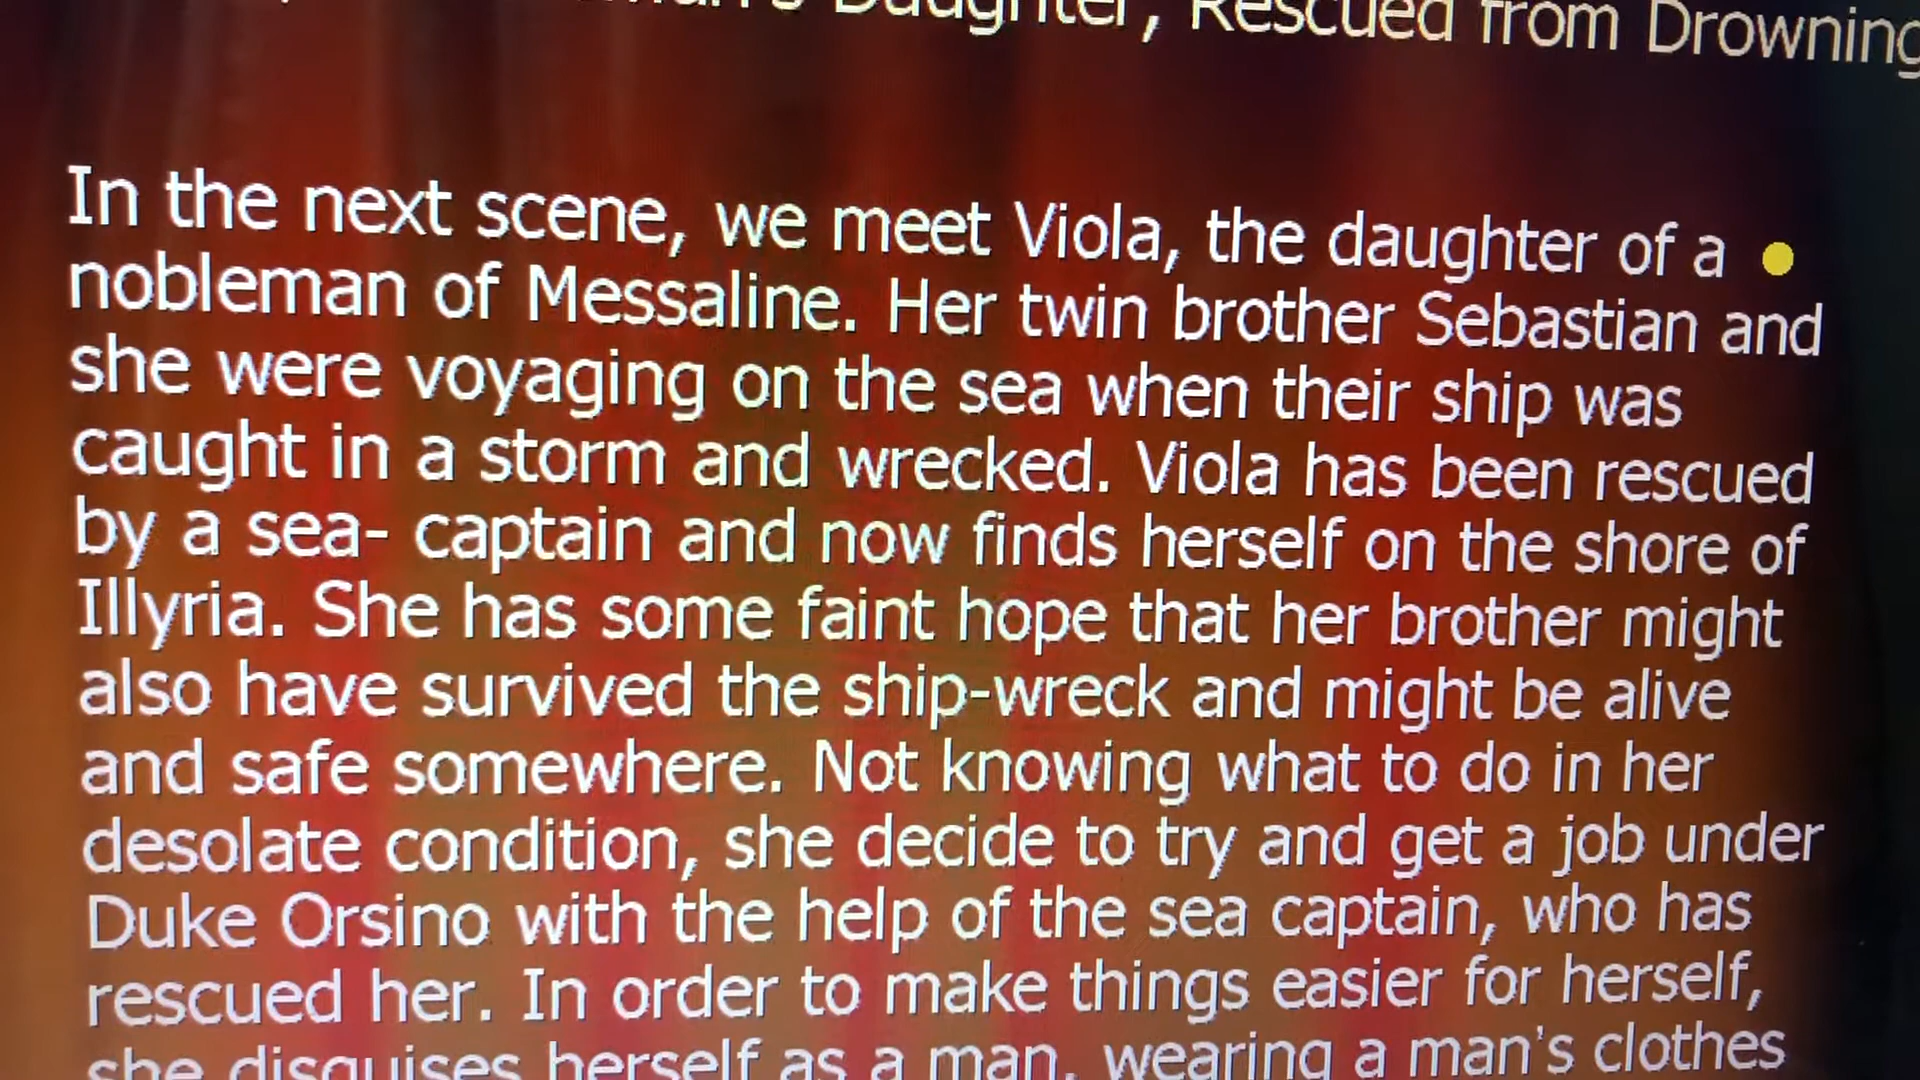 Daughter, Rescued from Drowning
In the next scene, we meet Viola, the daughter of a
nobleman of Messaline. Her twin brother Sebastian and
she were voyaging on the sea when their ship was
caught in a storm and wrecked. Viola has been rescued
by a sea- captain and now finds herself on the shore of
Illyria. She has some faint hope that her brother might
also have survived the ship-wreck and might be alive
and safe somewhere. Not knowing what to do in her
desolate condition, she decide to try and get a job under
Duke Orsino with the help of the sea captain, who has
rescued her. In order to make things easier for herself,
she disguises herself as a man, wearing a man's clothes